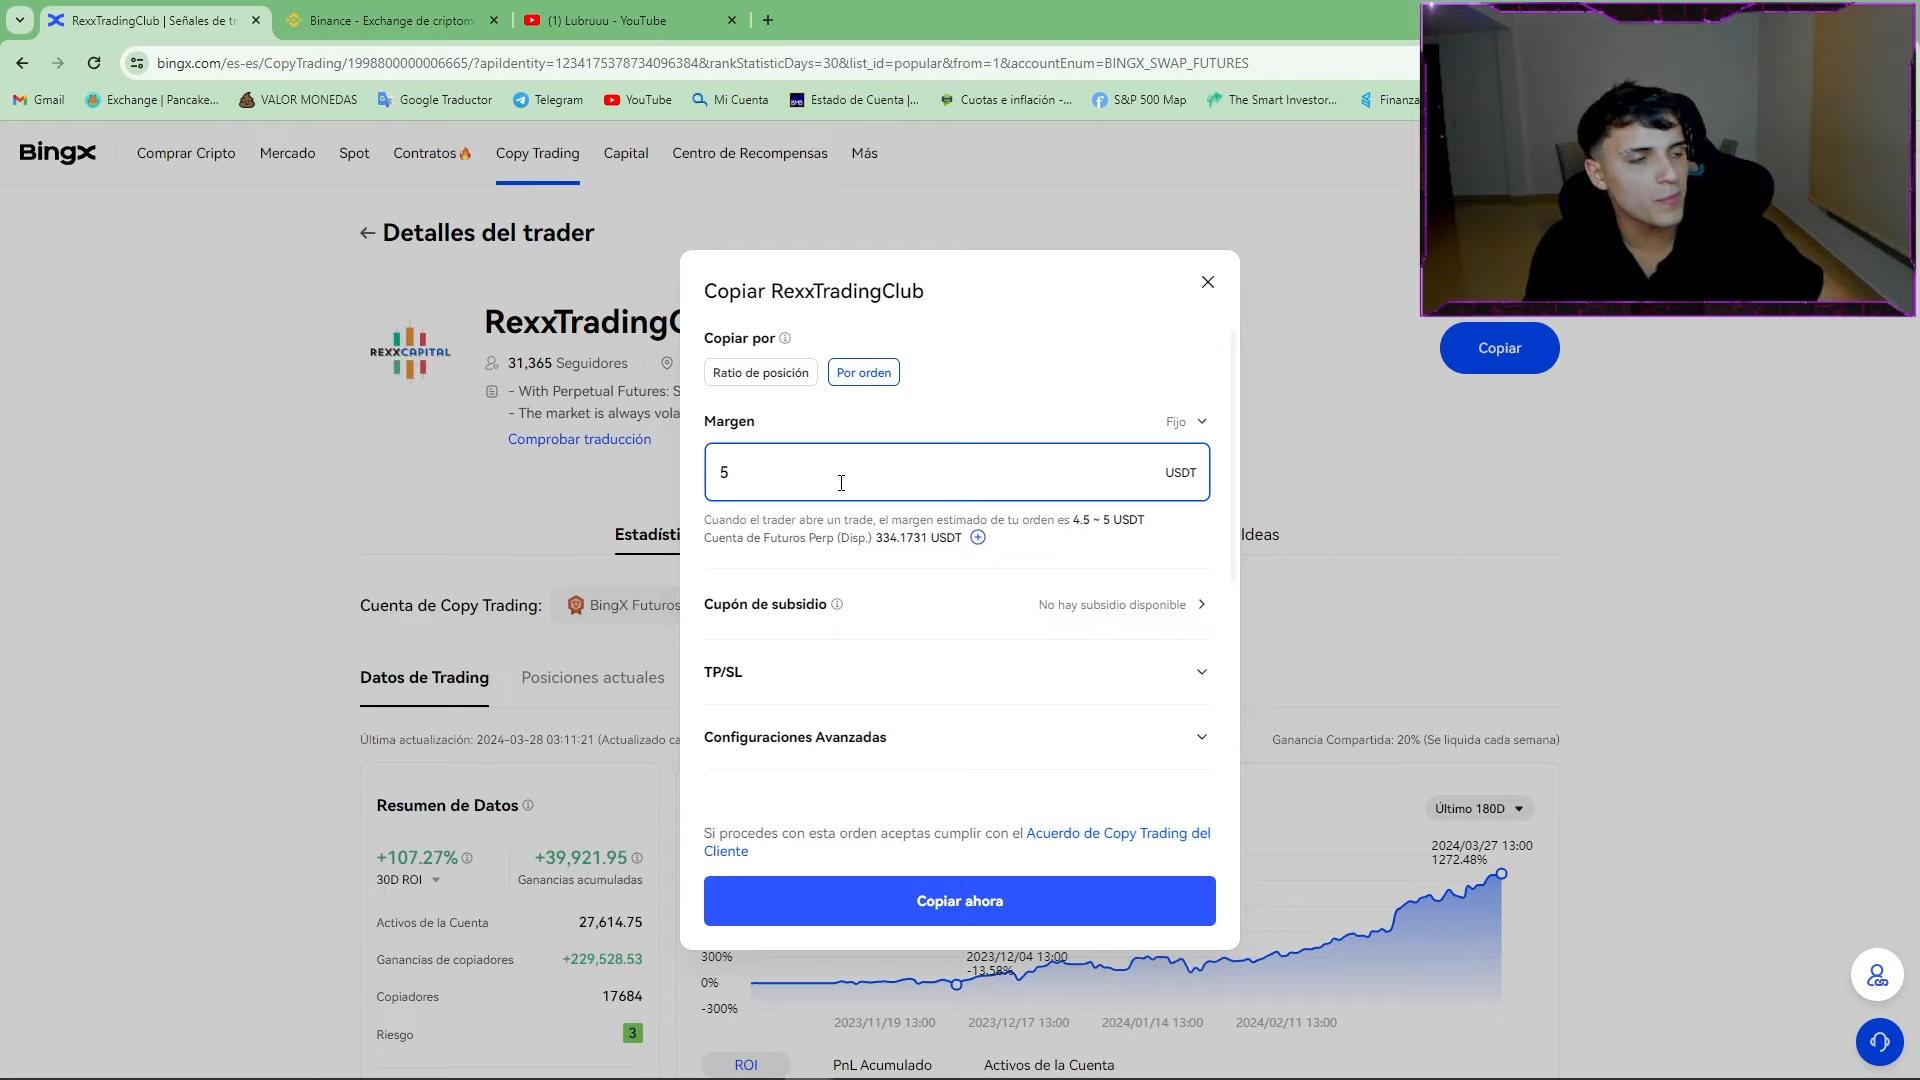 RexxTradingClub | Señales de tr
Binance - Exchange de criptom
(1) Lubruuu - YouTube
bingx.com/es-es/CopyTrading/1998800000006665/?apiIdentity=1234175378734096384&rankStatisticDays=30&list_id=popular&from=1&accountEnum=BINGX_SWAP_FUTURES
Gmail
Exchange | Pancake...
VALOR MONEDAS
Google Traductor
Telegram
YouTube
Mi Cuenta
Estado de Cuenta |...
Cuotas e inflación -...
S&P 500 Map
The Smart Investor...
Finanza
BingX
Comprar Cripto
Mercado
Spot
Contratos
Copy Trading
Capital
Centro de Recompensas
Más
Detalles del trader
REXXCAPITAL
RexxTradingC
31,365 Seguidores
- With Perpetual Futures: S
- The market is always vola
Comprobar traducción
Copiar
Estadísti
Ideas
Cuenta de Copy Trading:
BingX Futuros
Datos de Trading
Posiciones actuales
Última actualización: 2024-03-28 03:11:21 (Actualizado ca
Ganancia Compartida: 20% (Se liquida cada semana)
Copiar RexxTradingClub
Copiar por
Ratio de posición
Por orden
Margen
Fijo
5
USDT
Cuando el trader abre un trade, el margen estimado de tu orden es 4.5 ~ 5 USDT
Cuenta de Futuros Perp (Disp.) 334.1731 USDT
Cupón de subsidio
No hay subsidio disponible
TP/SL
Configuraciones Avanzadas
Si procedes con esta orden aceptas cumplir con el Acuerdo de Copy Trading del
Cliente
Copiar ahora
Resumen de Datos
+107.27%
+39,921.95
30D ROI
Ganancias acumuladas
Activos de la Cuenta
27,614.75
Ganancias de copiadores
+229,528.53
Copiadores
17684
Riesgo
3
Último 180D
2024/03/27 13:00
1272.48%
300%
2023/12/04 13:00
-13.58%
0%
-300%
2023/11/19 13:00
2023/12/17 13:00
2024/01/14 13:00
2024/02/11 13:00
ROI
PnL Acumulado
Activos de la Cuenta